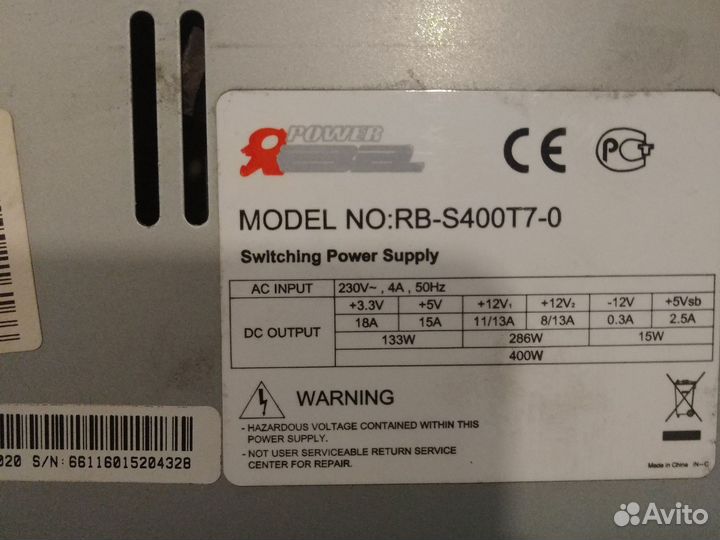 POWER
CE
PCT
MODEL NO:RB-S400T7-0
Switching Power Supply
AC INPUT 230V~ , 4A , 50Hz
DC OUTPUT
+3.3V +5V +12V₁ +12V₂ -12V +5Vsb
18A 15A 11/13A 8/13A 0.3A 2.5A
133W 286W 15W
400W
WARNING
- HAZARDOUS VOLTAGE CONTAINED WITHIN THIS
POWER SUPPLY.
- NOT USER SERVICEABLE RETURN SERVICE
CENTER FOR REPAIR.
Made in China IN-C
020 S/N:66116015204328
Avito